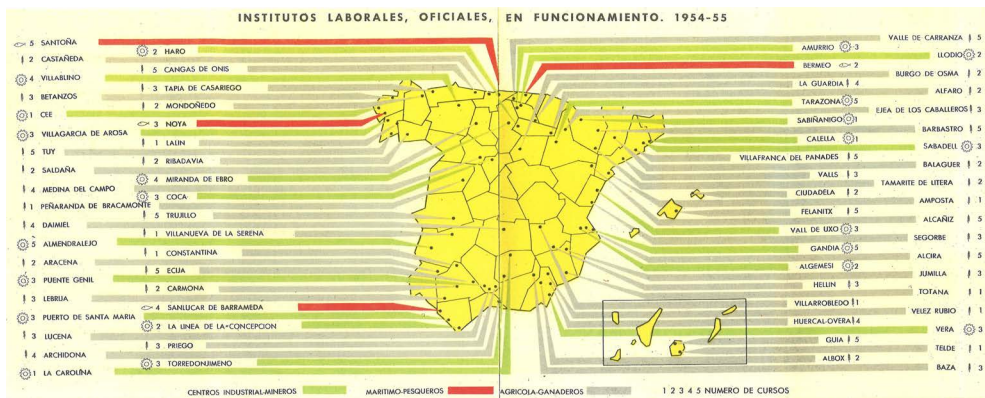 INSTITUTOS LABORALES, OFICIALES, EN FUNCIONAMIENTO. 1954-55
5 SANTOÑA
2 HARO
2 CASTAÑEDA
5 CANGAS DE ONIS
4 VILLABLINO
3 TAPIA DE CASARIEGO
3 BETANZOS
2 MONDOÑEDO
1 CEE
3 NOYA
3 VILLAGARCIA DE AROSA
1 LALIN
5 TUY
2 RIBADAVIA
2 SALDAÑA
4 MIRANDA DE EBRO
4 MEDINA DEL CAMPO
3 COCA
1 PEÑARANDA DE BRACAMONTE
5 TRUJILLO
4 DAIMIEL
1 VILLANUEVA DE LA SERENA
5 ALMENDRALEJO
1 CONSTANTINA
2 ARACENA
5 ECIJA
3 PUENTE GENIL
2 CARMONA
3 LEBRIJA
4 SANLUCAR DE BARRAMEDA
3 PUERTO DE SANTA MARIA
2 LA LINEA DE LA CONCEPCION
3 LUCENA
3 PRIEGO
4 ARCHIDONA
3 TORREDONJIMENO
1 LA CAROLINA
VALLE DE CARRANZA 5
AMURRIO 3
LLODIO 2
BERMEO 2
BURGO DE OSMA 2
LA GUARDIA 4
ALFARO 2
TARAZONA 5
EJEA DE LOS CABALLEROS 3
SABIÑANIGO 1
BARBASTRO 5
CALELLA 1
SABADELL 3
VILLAFRANCA DEL PANADES 5
BALAGUER 2
VALLS 3
TAMARITE DE LITERA 2
CIUDADELA 2
AMPOSTA 1
FELANITX 5
ALCAÑIZ 5
VALL DE UXO 3
SEGORBE 3
GANDIA 5
ALCIRA 5
ALGEMESI 2
JUMILLA 3
HELLIN 3
TOTANA 1
VILLARROBLEDO 1
VELEZ RUBIO 1
HUERCAL-OVERA 4
VERA 3
GUIA 5
TELDE 1
ALBOX 2
BAZA 3
CENTROS INDUSTRIAL-MINEROS MARITIMO-PESQUEROS AGRICOLA-GANADEROS 1 2 3 4 5 NUMERO DE CURSOS